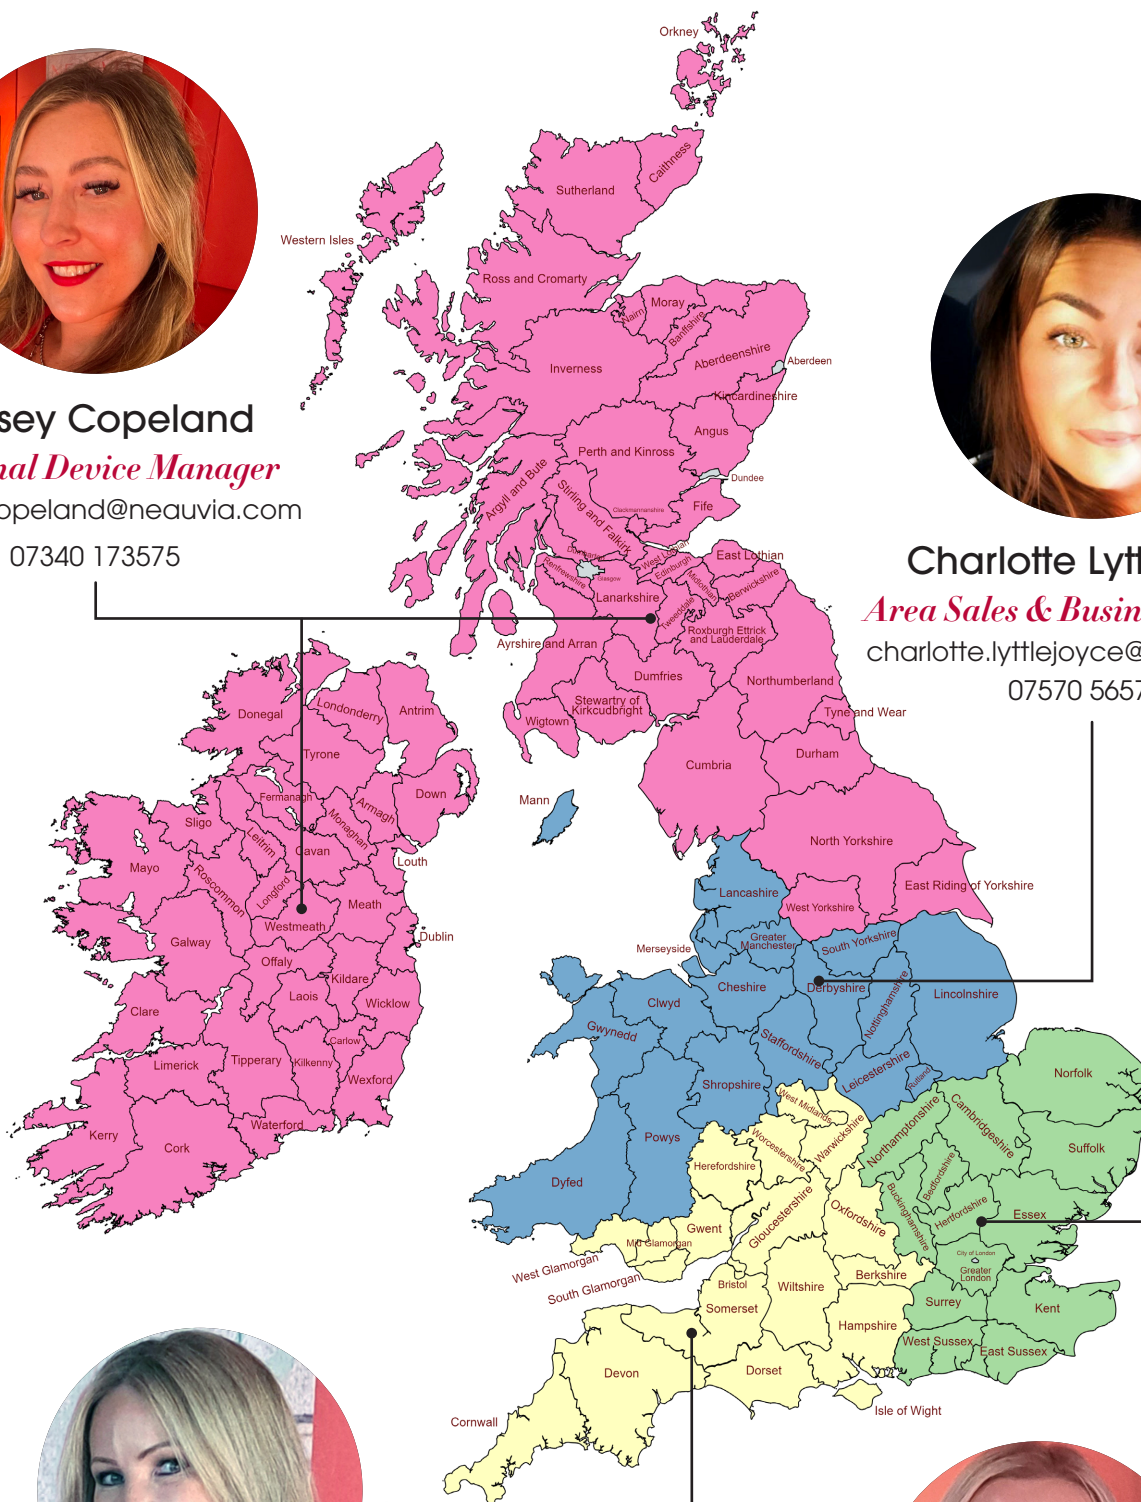 Orkney
Caithness
Sutherland
Western Isles
Ross and Cromarty
Moray
Nairn
Banffshire
Aberdeenshire
Aberdeen
Inverness
Kincardineshire
sey Copeland
Angus
Perth and Kinross
nal Device Manager
Argyll and Bute
Dundee
Stirling and Falkirk
opeland@neauvia.com
Clackmannanshire
Fife
07340 173575
West Lothian
East Lothian
Edinburgh
Midlothian
Renfrewshire
Glasgow
Berwickshire
Lanarkshire
Tweeddale
Charlotte Lytt
Area Sales & Busin
charlotte.lyttlejoyce@
07570 5657
Ayrshire and Arran
Roxburgh Ettrick
and Lauderdale
Dumfries
Northumberland
Stewartry of
Kirkcudbright
Wigtown
Tyne and Wear
Donegal
Londonderry
Antrim
Tyrone
Durham
Cumbria
Fermanagh
Down
Armagh
Mann
Monaghan
Sligo
Leitrim
Cavan
North Yorkshire
Louth
Mayo
Roscommon
Longford
East Riding of Yorkshire
Lancashire
Meath
West Yorkshire
Westmeath
Dublin
Galway
Greater
Manchester
South Yorkshire
Merseyside
Offaly
Kildare
Cheshire
Derbyshire
Lincolnshire
Laois
Wicklow
Clwyd
Nottinghamshire
Clare
Gwynedd
Carlow
Staffordshire
Limerick
Tipperary
Kilkenny
Wexford
Leicestershire
Rutland
Norfolk
Shropshire
West Midlands
Northamptonshire
Cambridgeshire
Waterford
Kerry
Cork
Powys
Warwickshire
Worcestershire
Suffolk
Herefordshire
Bedfordshire
Dyfed
Buckinghamshire
Hertfordshire
Essex
Gloucestershire
Oxfordshire
Gwent
Mid Glamorgan
West Glamorgan
South Glamorgan
City of London
Greater
London
Berkshire
Bristol
Wiltshire
Somerset
Surrey
Kent
Hampshire
West Sussex
East Sussex
Devon
Dorset
Isle of Wight
Cornwall